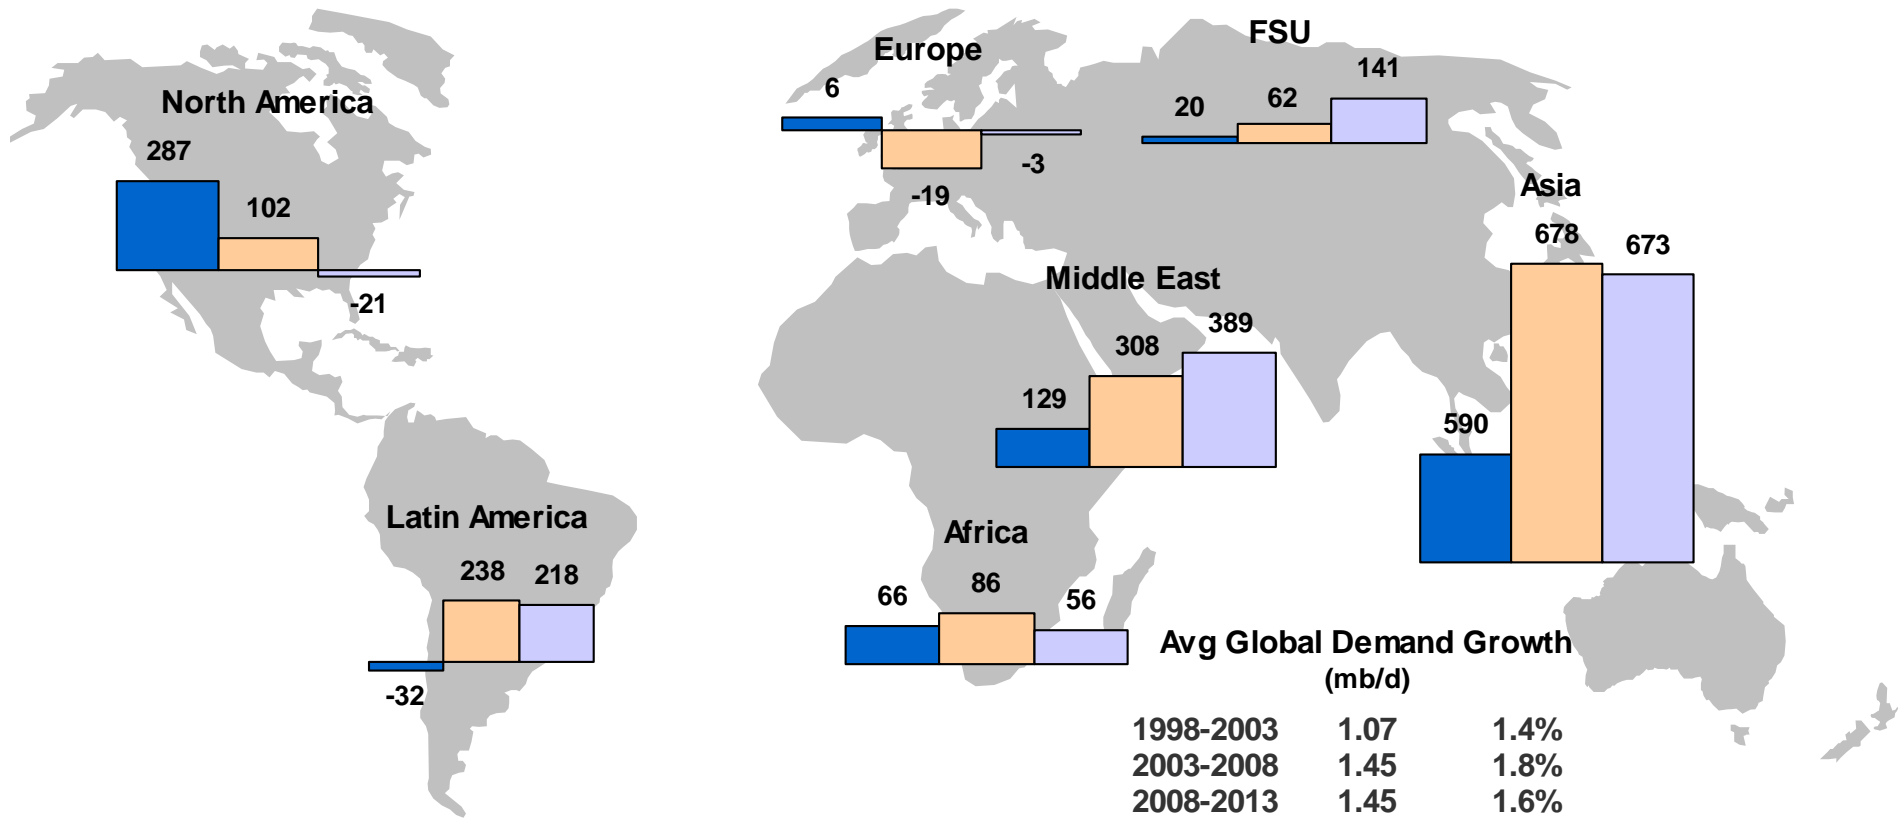 North America
287
102
-21
Latin America
-32
238
218
Europe
6
-19
-3
FSU
20
62
141
Asia
590
678
673
Middle East
129
308
389
Africa
66
86
56
Avg Global Demand Growth
(mb/d)
1998-2003 1.07 1.4%
2003-2008 1.45 1.8%
2008-2013 1.45 1.6%